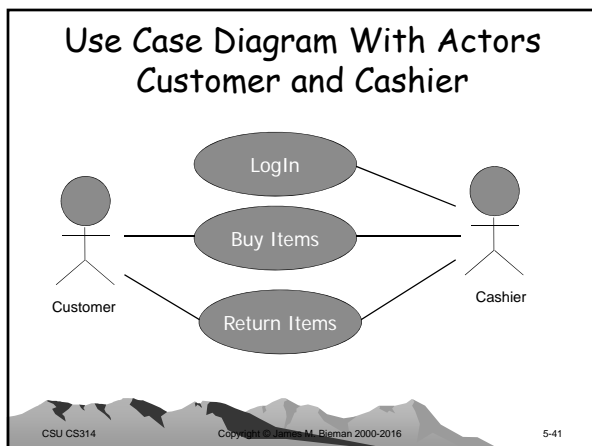 Use Case Diagram With Actors
Customer and Cashier
LogIn
Buy Items
Return Items
Customer
Cashier
CSU CS314
Copyright © James M. Bieman 2000-2016
5-41